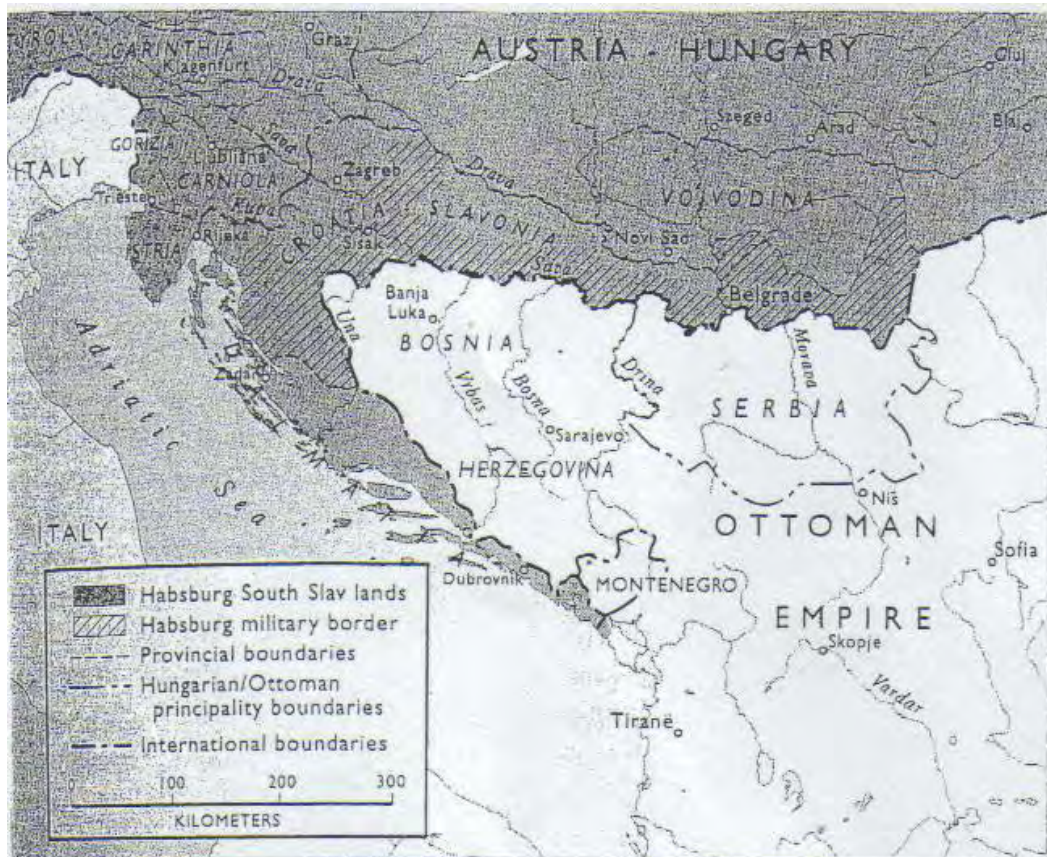 TYROL
CARINTHIA
Graz
AUSTRIA - HUNGARY
Cluj
Klagenfurt
Drava
Szeged
Arad
Blaj
GORIZIA
Sava
Ljubljana
ITALY
CARNIOLA
Zagreb
Drava
VOJVODINA
Trieste
Kupa
SLAVONIA
ISTRIA
Rijeka
CROATIA
Sisak
Novi Sad
Sava
Banja
Luka
Belgrade
Una
BOSNIA
Adriatic Sea
DALMATIA
Zadar
Vybas
Bosna
Drina
Morava
SERBIA
Sarajevo
HERZEGOVINA
Niš
ITALY
OTTOMAN
Sofia
Dubrovnik
MONTENEGRO
EMPIRE
Skopje
Vardar
Tiranë
Habsburg South Slav lands
Habsburg military border
Provincial boundaries
Hungarian/Ottoman
principality boundaries
International boundaries
0 100 200 300
KILOMETERS